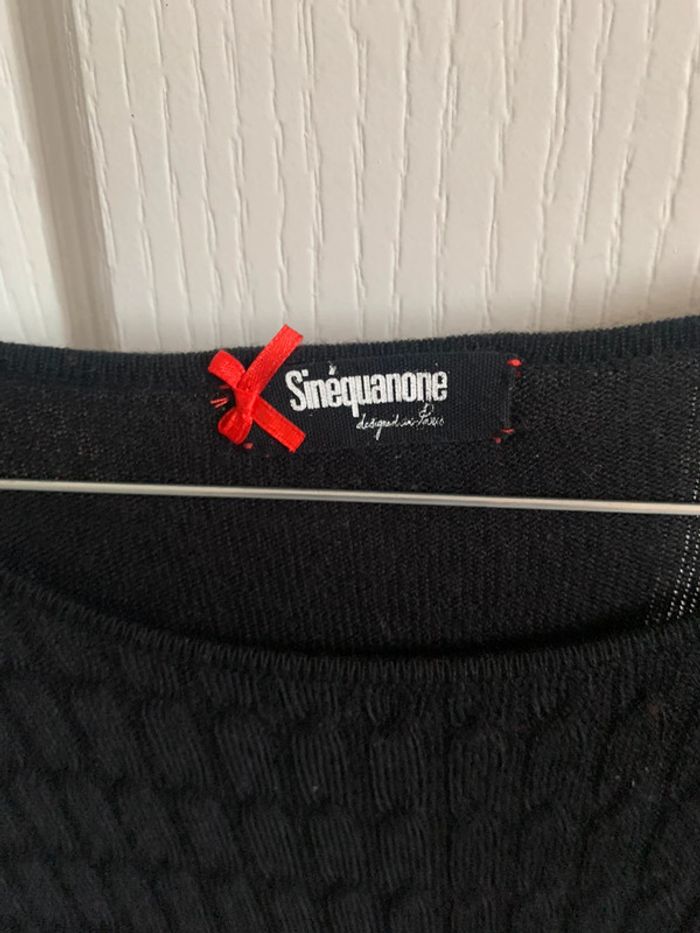 Sinéquanone
designed in Paris